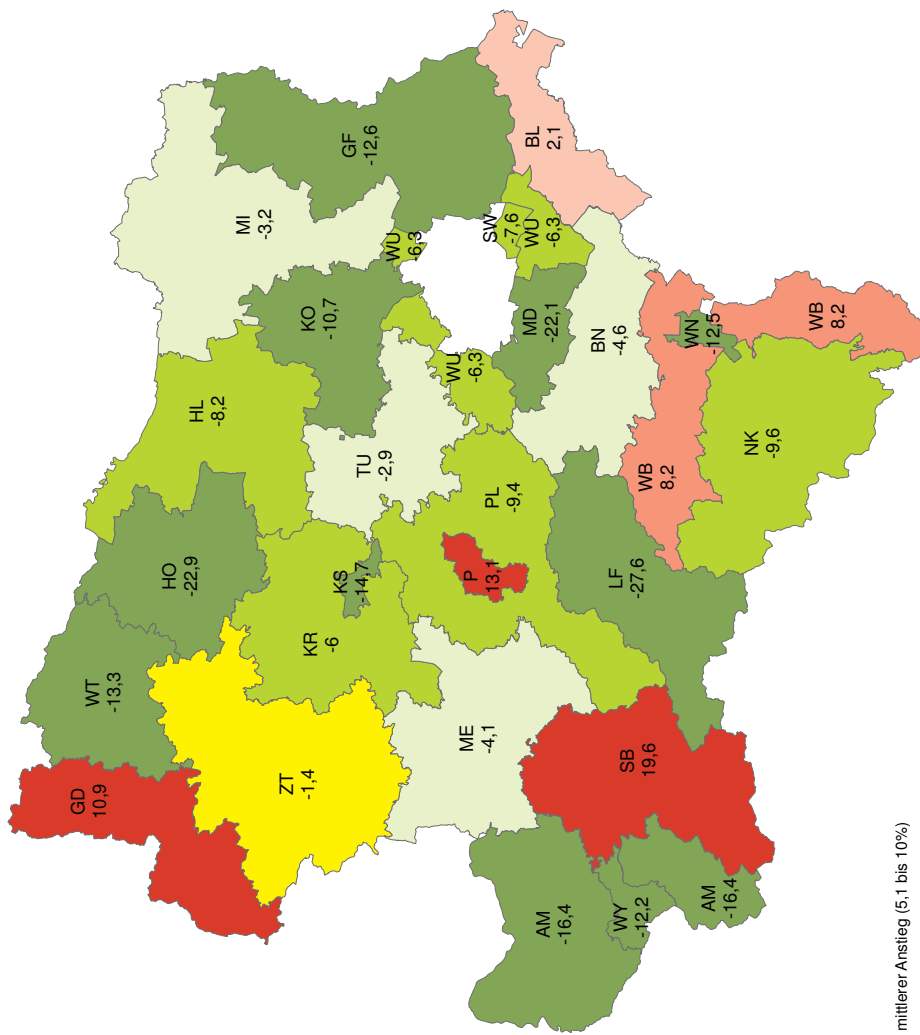 GD
10,9
WT
-13,3
HO
-22,9
HL
-8,2
MI
-3,2
ZT
-1,4
KR
-6
KO
-10,7
KS
-14,7
GF
-12,6
TU
-2,9
WU
6,3
ME
-4,1
WU
-6,3
P
13,1
PL
-9,4
SW
-7,6
MD
-22,1
WU
-6,3
BL
2,1
AM
-16,4
BN
-4,6
LF
-27,6
WY
-12,2
SB
19,6
WB
8,2
WN
-12,5
AM
-16,4
NK
-9,6
WB
8,2
mittlerer Anstieg (5,1 bis 10%)